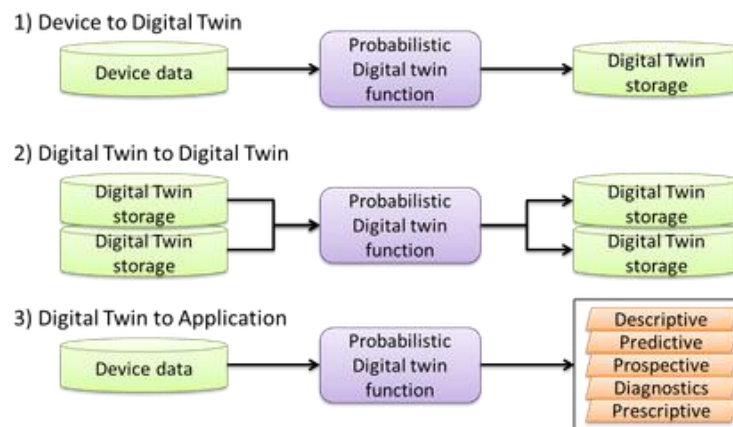 1) Device to Digital Twin
Device data
Probabilistic
Digital twin
function
Digital Twin
storage
2) Digital Twin to Digital Twin
Digital Twin
storage
Digital Twin
storage
Probabilistic
Digital twin
function
Digital Twin
storage
Digital Twin
storage
3) Digital Twin to Application
Device data
Probabilistic
Digital twin
function
Descriptive
Predictive
Prospective
Diagnostics
Prescriptive